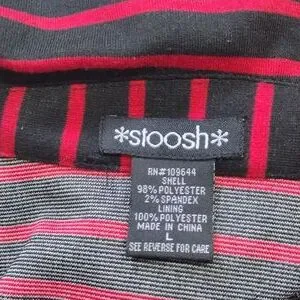 *stoosh*
RN#109644
SHELL
98% POLYESTER
2% SPANDEX
LINING
100% POLYESTER
MADE IN CHINA
L
SEE REVERSE FOR CARE